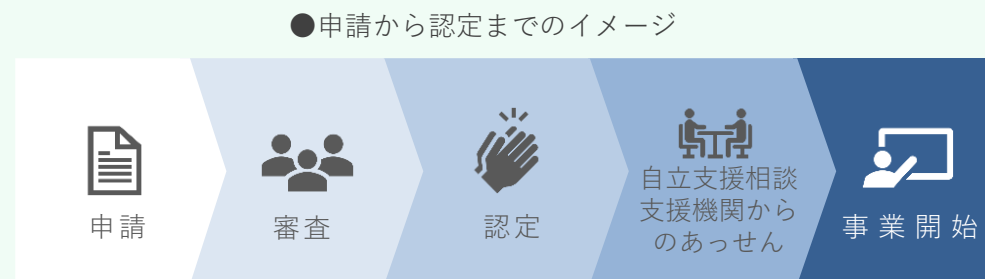 ●申請から認定までのイメージ
申請
審査
認定
自立支援相談
支援機関から
のあっせん
事業開始